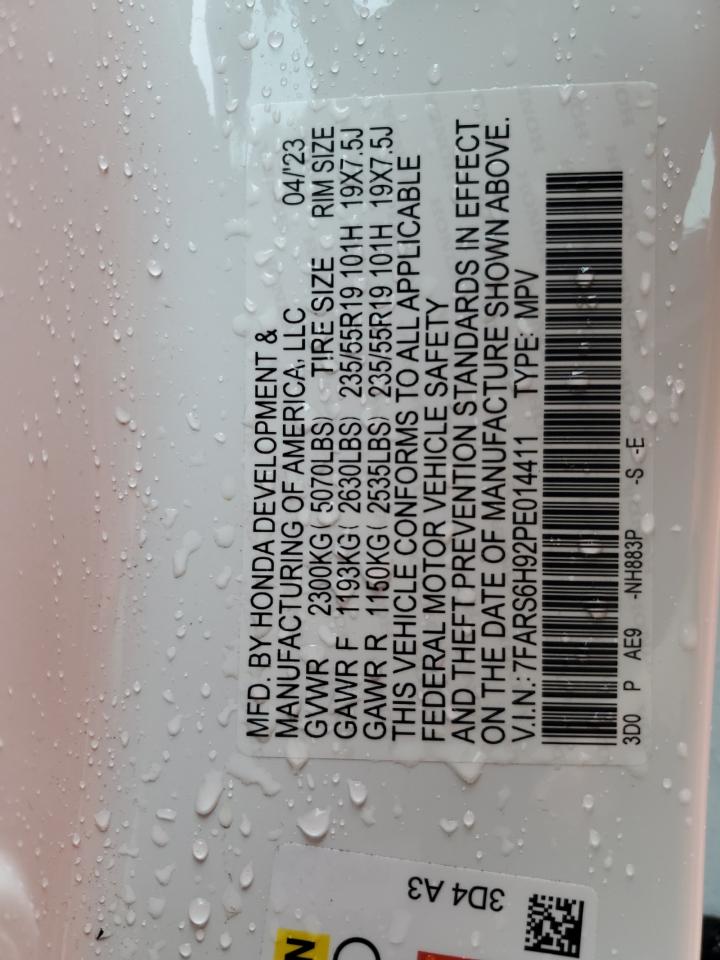 MFD. BY HONDA DEVELOPMENT &
MANUFACTURING OF AMERICA, LLC 04/'23
GVWR 2300KG( 5070LBS) TIRE SIZE RIM SIZE
GAWR F 1193KG( 2630LBS) 235/55R19 101H 19X7.5J
GAWR R 1150KG( 2535LBS) 235/55R19 101H 19X7.5J
THIS VEHICLE CONFORMS TO ALL APPLICABLE
FEDERAL MOTOR VEHICLE SAFETY
AND THEFT PREVENTION STANDARDS IN EFFECT
ON THE DATE OF MANUFACTURE SHOWN ABOVE.
V.I.N.: 7FARS6H92PE014411 TYPE: MPV
3D0 P AE9 -NH883P -S -E
3D4 A3